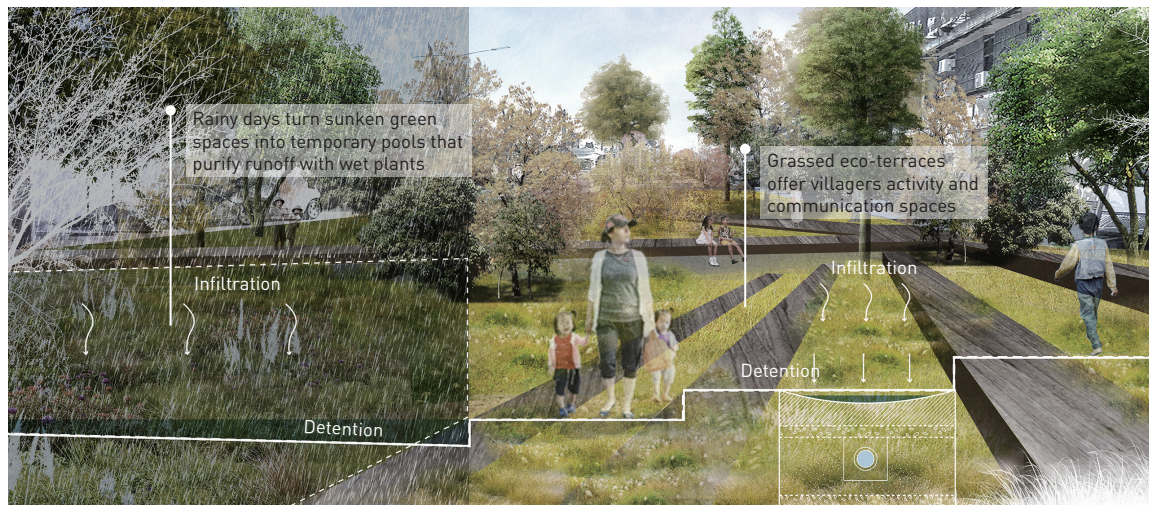 Rainy days turn sunken green
spaces into temporary pools that
purify runoff with wet plants
Grassed eco-terraces
offer villagers activity and
communication spaces
Infiltration
Infiltration
Detention
Detention